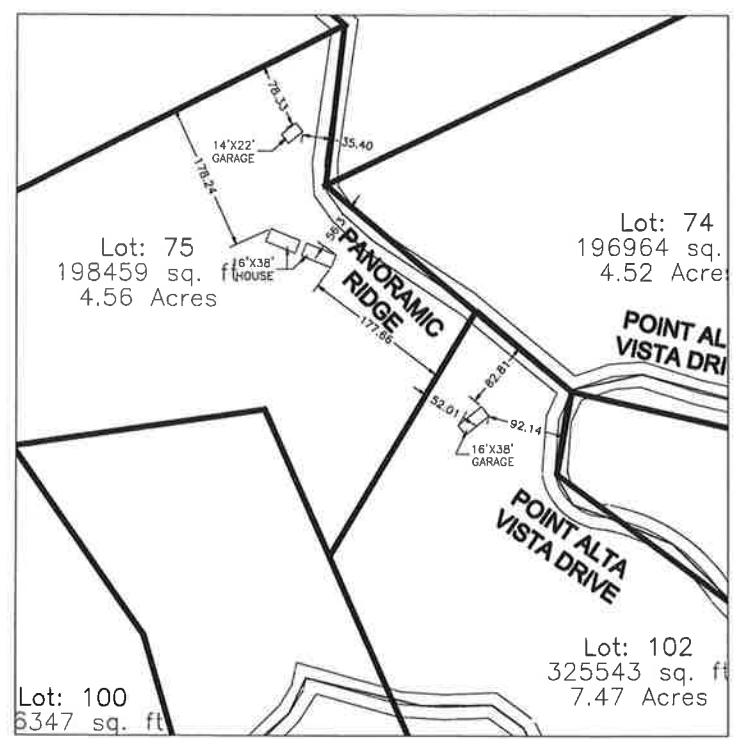 78.33
14'X22'
GARAGE
35.40
178.24
Lot: 75
198459 sq. ft
4.56 Acres
16'X38'
HOUSE
PANORAMIC
RIDGE
177.66
Lot: 74
196964 sq.
4.52 Acre
POINT AL
VISTA DRI
82.81
52.01
92.14
16'X38'
GARAGE
POINT ALTA
VISTA DRIVE
Lot: 102
325543 sq. ft
7.47 Acres
Lot: 100
6347 sq. ft